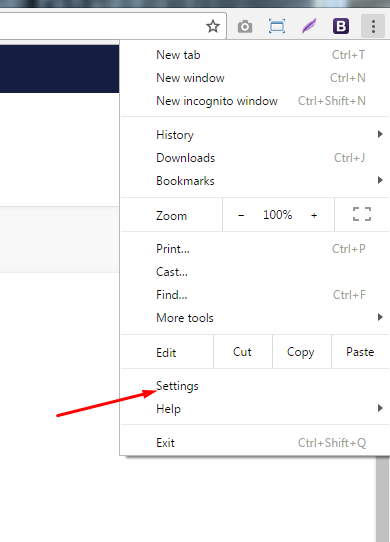 B
New tab Ctrl+T
New window Ctrl+N
New incognito window Ctrl+Shift+N
History
Downloads Ctrl+J
Bookmarks
Zoom − 100% +
Print... Ctrl+P
Cast...
Find... Ctrl+F
More tools
Edit Cut Copy Paste
Settings
Help
Exit Ctrl+Shift+Q